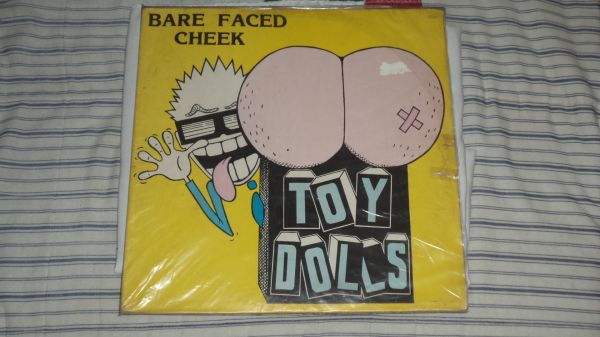 BARE FACED
CHEEK
TOY
DOLLS